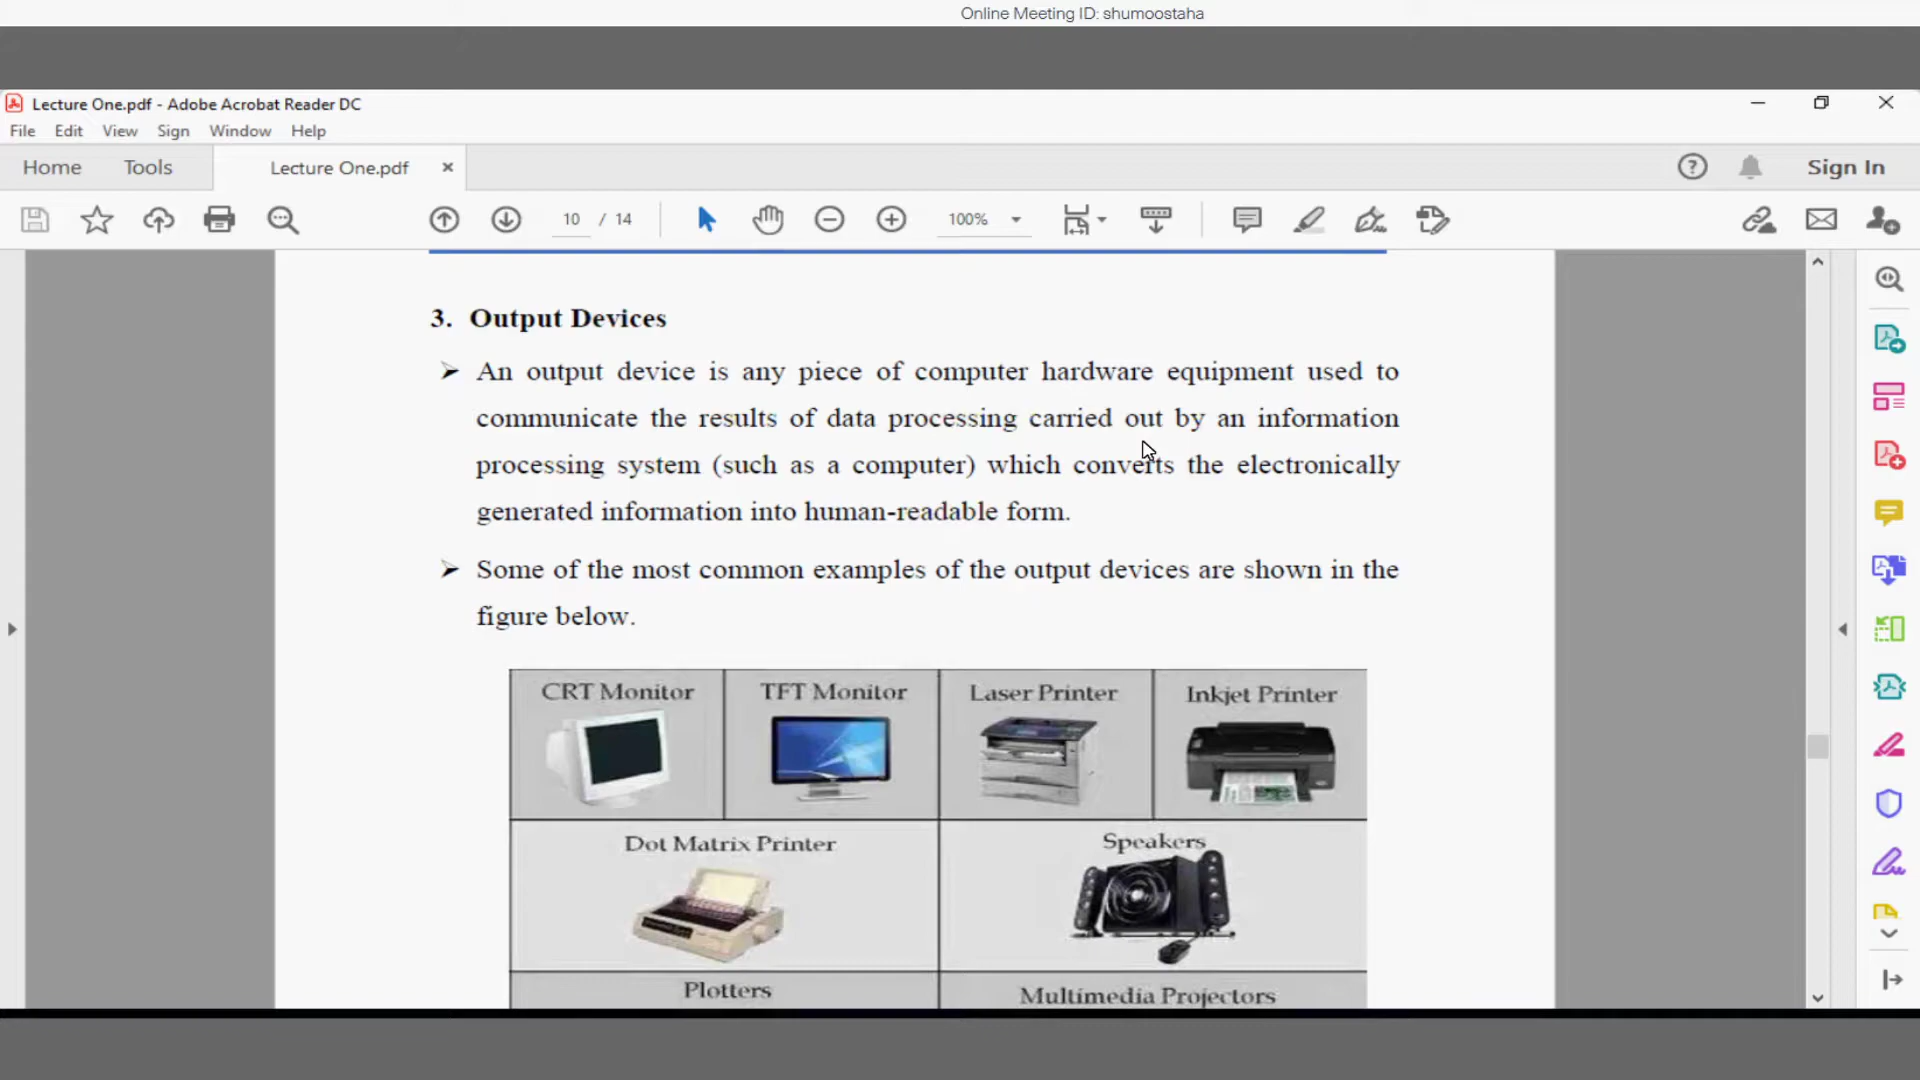 Online Meeting ID: shumoostaha
Lecture One.pdf - Adobe Acrobat Reader DC
File Edit View Sign Window Help
Home Tools Lecture One.pdf × Sign In
10 / 14 100%
3. Output Devices
➢ An output device is any piece of computer hardware equipment used to
communicate the results of data processing carried out by an information
processing system (such as a computer) which converts the electronically
generated information into human-readable form.
➢ Some of the most common examples of the output devices are shown in the
figure below.
CRT Monitor TFT Monitor Laser Printer Inkjet Printer
Dot Matrix Printer Speakers
Plotters Multimedia Projectors